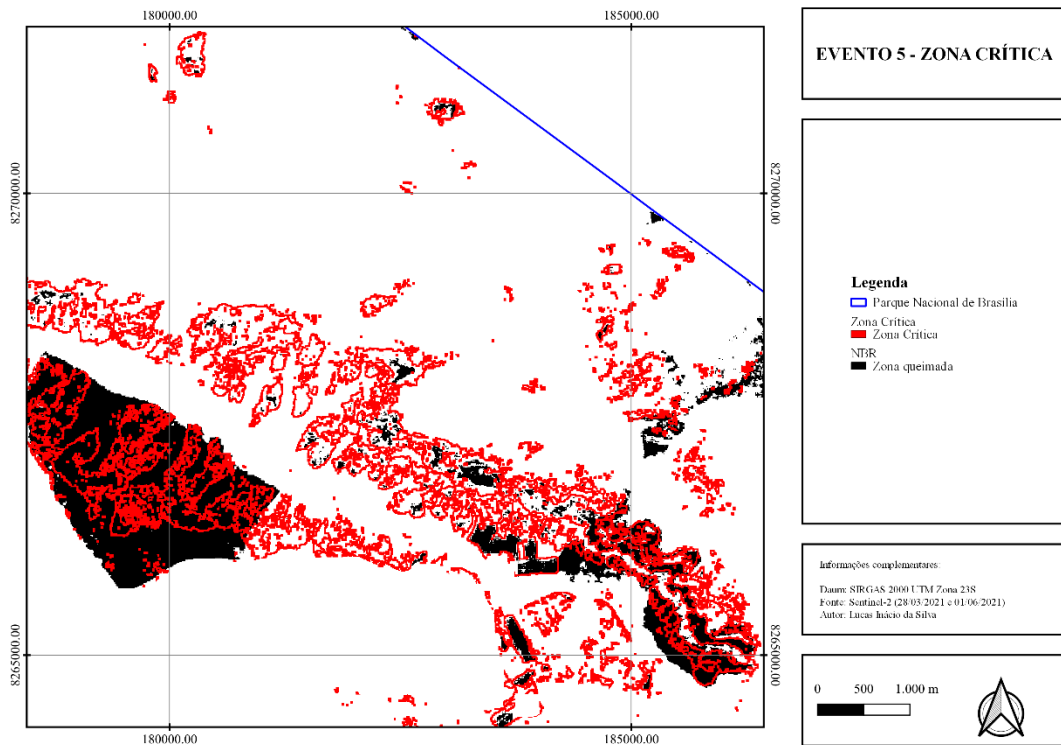 180000.00
185000.00
EVENTO 5 - ZONA CRÍTICA
8270000.00
8270000.00
Legenda
Parque Nacional de Brasília
Zona Crítica
Zona Crítica
NBR
Zona queimada
Informações complementares:
Daum: SIRGAS 2000 UTM Zona 23S
Fonte: Sentinel-2 (28/03/2021 e 01/06/2021)
Autor: Lucas Inácio da Silva
8265000.00
8265000.00
0 500 1.000 m
180000.00
185000.00